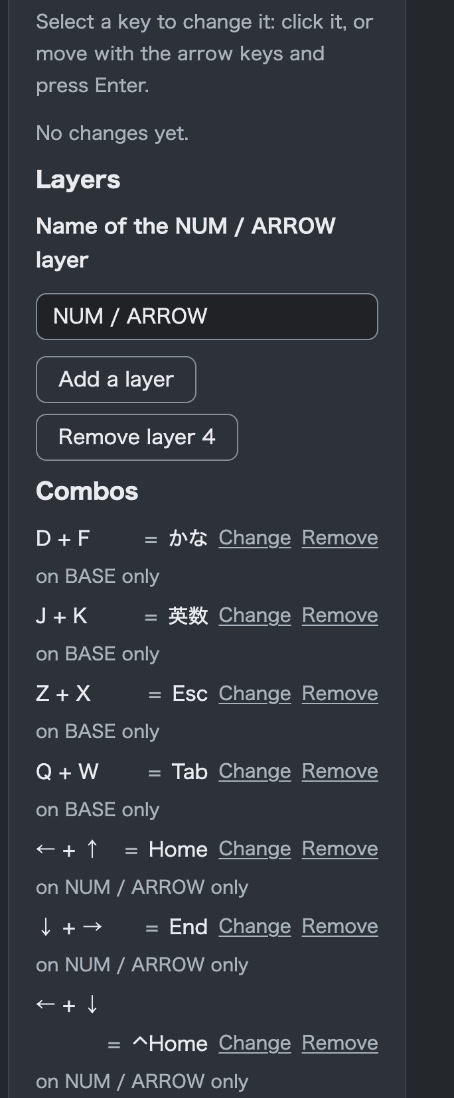 Select a key to change it: click it, or
move with the arrow keys and
press Enter.
No changes yet.
Layers
Name of the NUM / ARROW
layer
NUM / ARROW
Add a layer
Remove layer 4
Combos
D + F = かな Change Remove
on BASE only
J + K = 英数 Change Remove
on BASE only
Z + X = Esc Change Remove
on BASE only
Q + W = Tab Change Remove
on BASE only
← + ↑ = Home Change Remove
on NUM / ARROW only
↓ + → = End Change Remove
on NUM / ARROW only
← + ↓
= ^Home Change Remove
on NUM / ARROW only